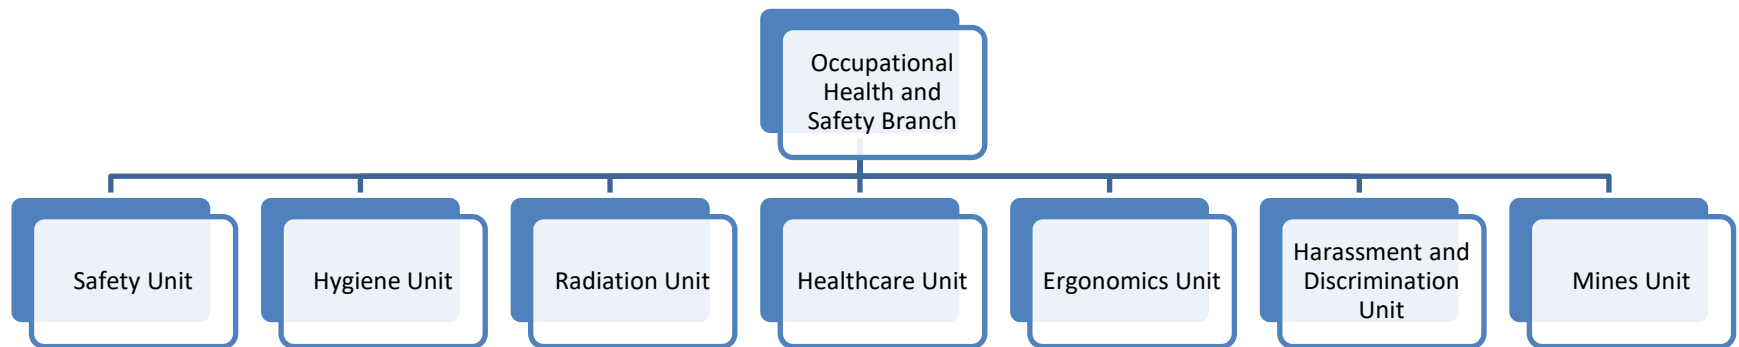 Occupational
Health and
Safety Branch
Safety Unit
Hygiene Unit
Radiation Unit
Healthcare Unit
Ergonomics Unit
Harassment and
Discrimination
Unit
Mines Unit